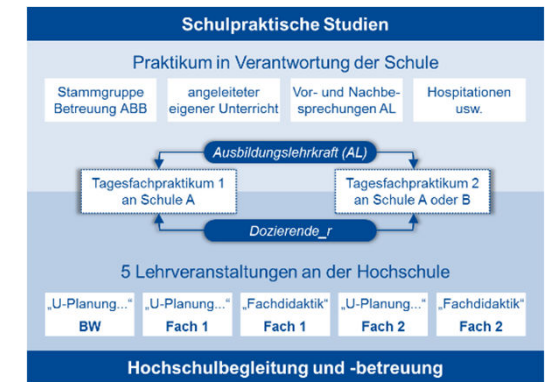 Schulpraktische Studien
Praktikum in Verantwortung der Schule
Stammgruppe
Betreuung ABB
angeleiteter
eigener Unterricht
Vor- und Nachbe-
sprechungen AL
Hospitationen
usw.
Ausbildungslehrkraft (AL)
Tagesfachpraktikum 1
an Schule A
Tagesfachpraktikum 2
an Schule A oder B
Dozierende_r
5 Lehrveranstaltungen an der Hochschule
„U-Planung...“
BW
„U-Planung...“
Fach 1
„Fachdidaktik“
Fach 1
„U-Planung...“
Fach 2
„Fachdidaktik“
Fach 2
Hochschulbegleitung und -betreuung